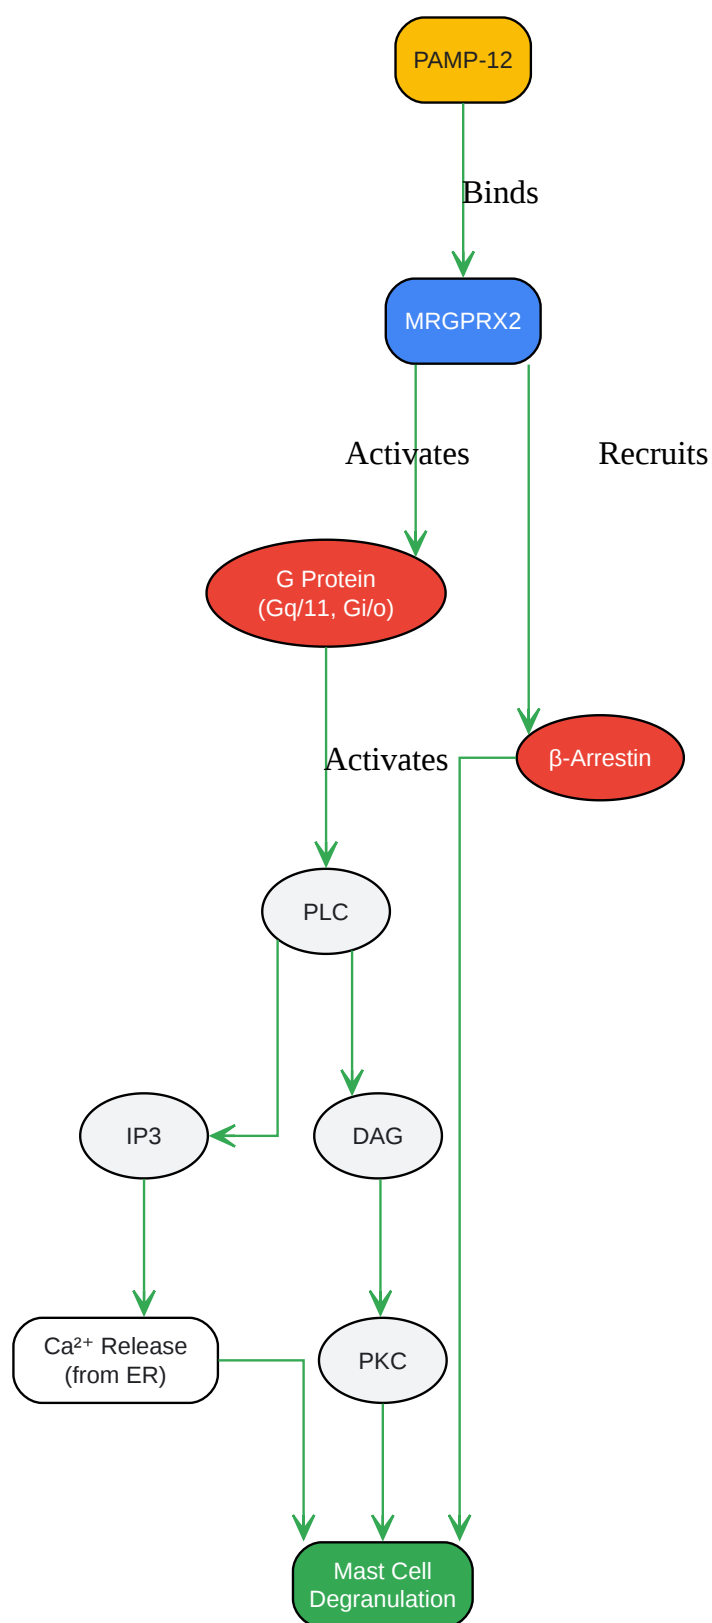 PAMP-12
Binds
MRGPRX2
Activates
Recruits
G Protein
(Gq/11, Gi/o)
Activates
β-Arrestin
PLC
IP3
DAG
Ca²⁺ Release
(from ER)
PKC
Mast Cell
Degranulation